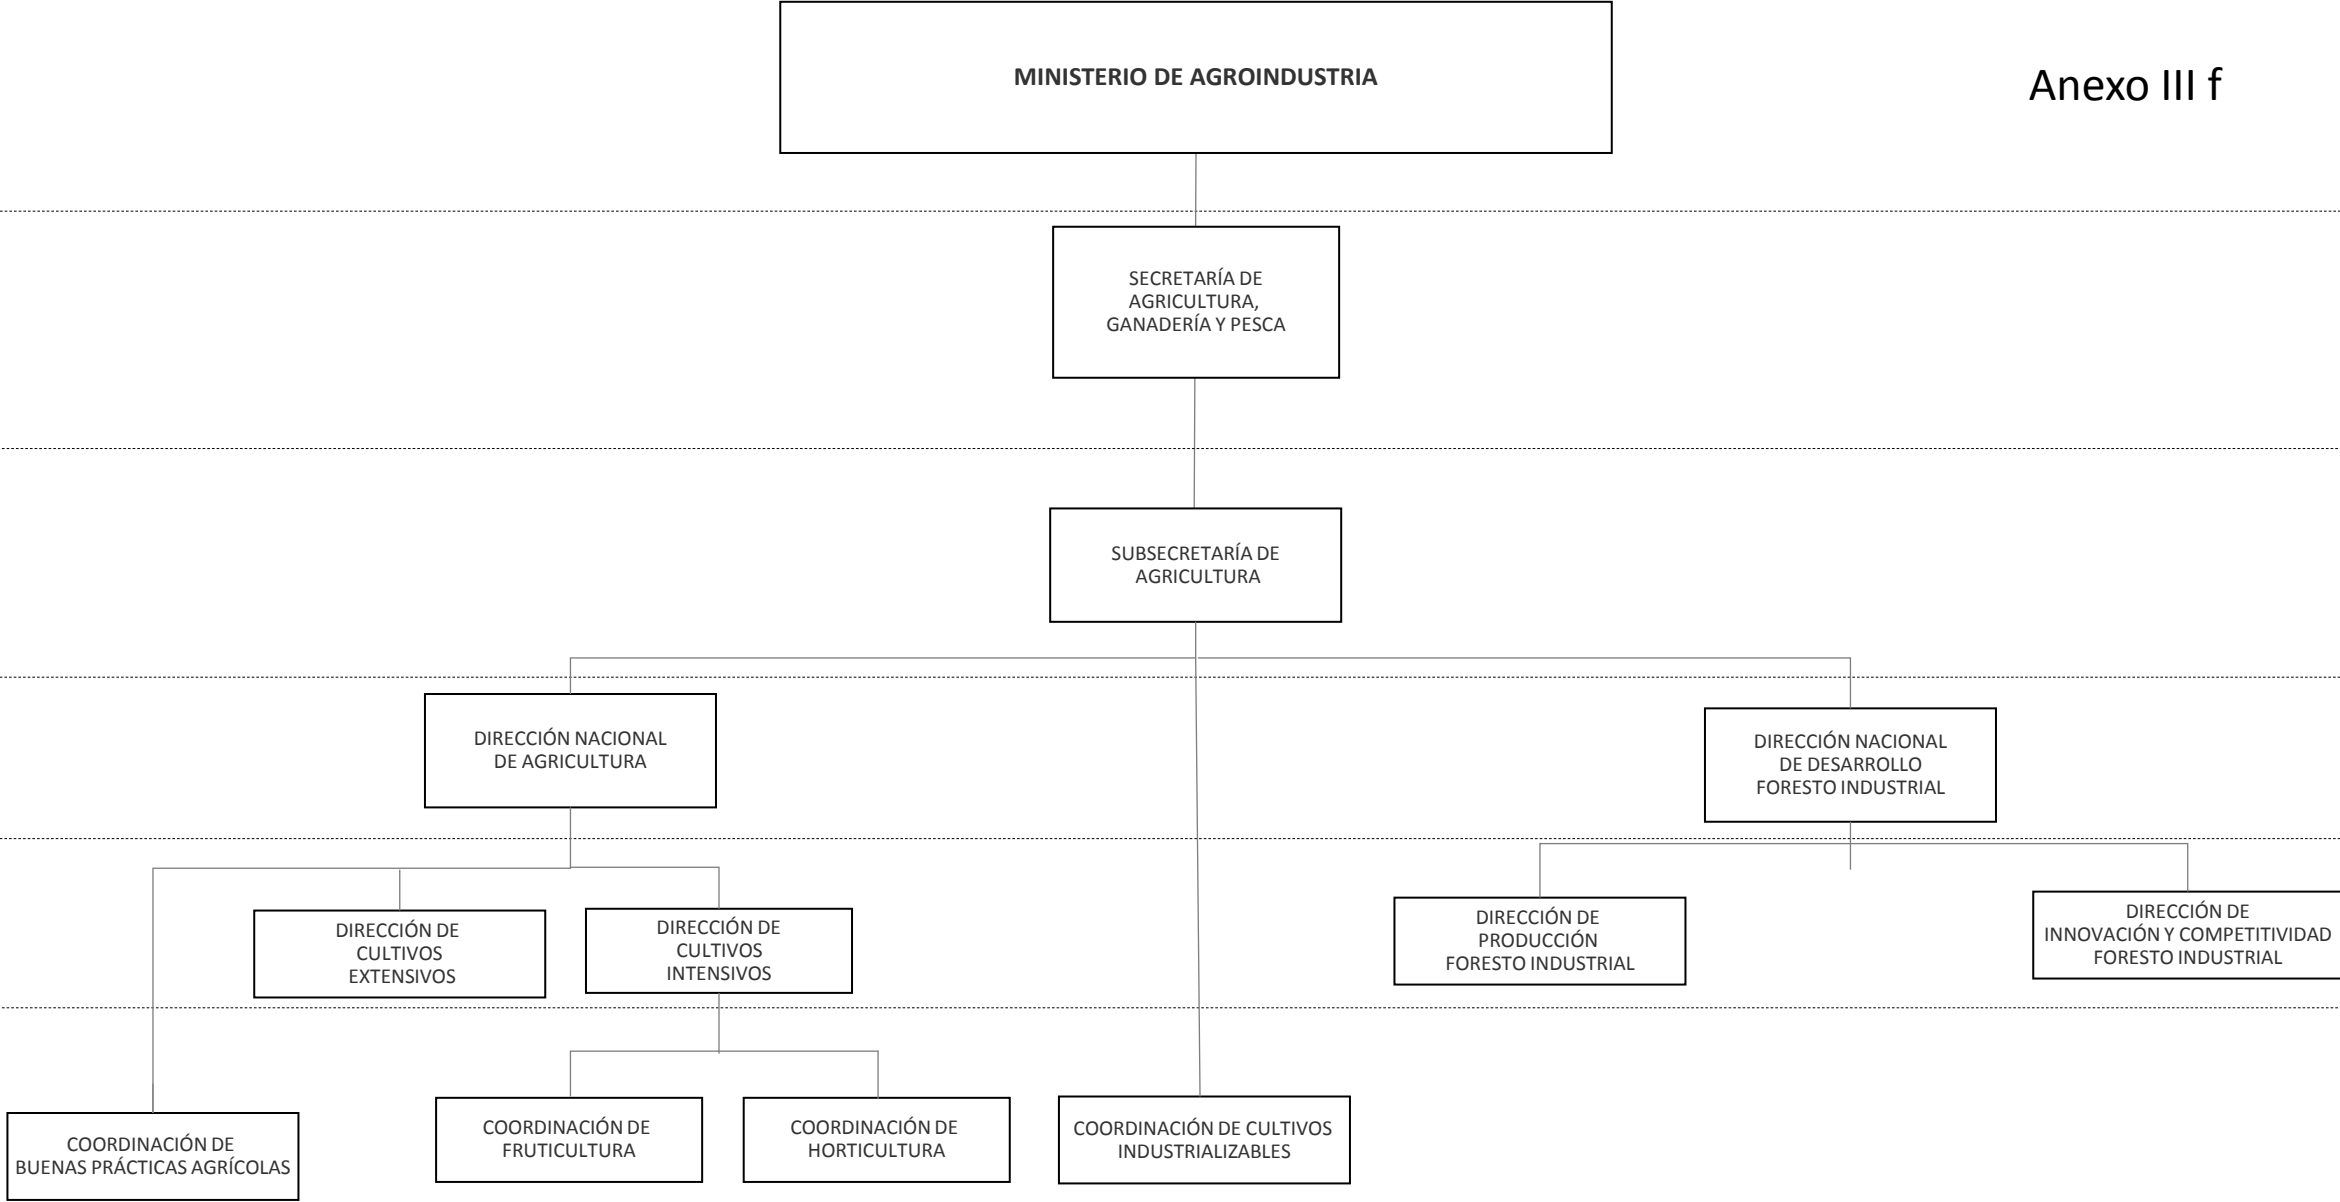 MINISTERIO DE AGROINDUSTRIA
Anexo III f
SECRETARÍA DE
AGRICULTURA,
GANADERÍA Y PESCA
SUBSECRETARÍA DE
AGRICULTURA
DIRECCIÓN NACIONAL
DE AGRICULTURA
DIRECCIÓN NACIONAL
DE DESARROLLO
FORESTO INDUSTRIAL
DIRECCIÓN DE
CULTIVOS
EXTENSIVOS
DIRECCIÓN DE
CULTIVOS
INTENSIVOS
DIRECCIÓN DE
PRODUCCIÓN
FORESTO INDUSTRIAL
DIRECCIÓN DE
INNOVACIÓN Y COMPETITIVIDAD
FORESTO INDUSTRIAL
COORDINACIÓN DE
BUENAS PRÁCTICAS AGRÍCOLAS
COORDINACIÓN DE
FRUTICULTURA
COORDINACIÓN DE
HORTICULTURA
COORDINACIÓN DE CULTIVOS
INDUSTRIALIZABLES